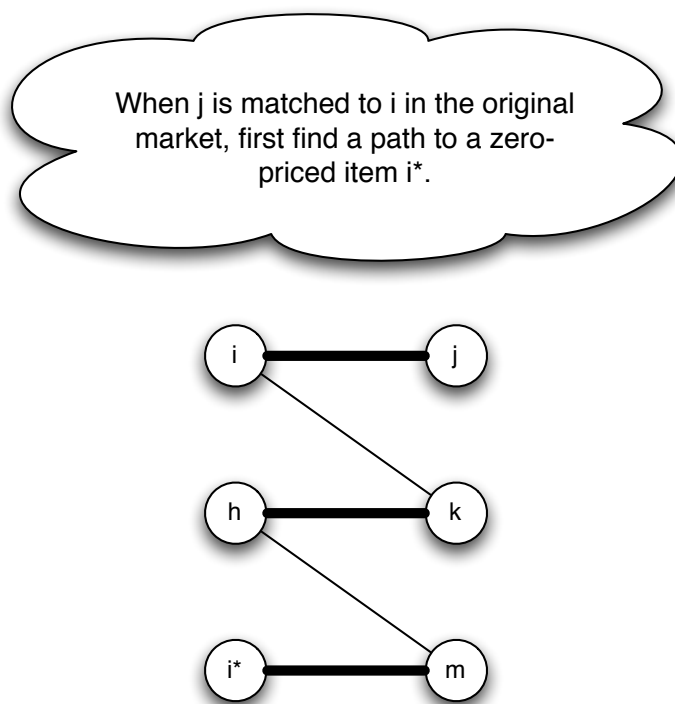 When j is matched to i in the original
market, first find a path to a zero-
priced item i*.
i
j
h
k
i*
m